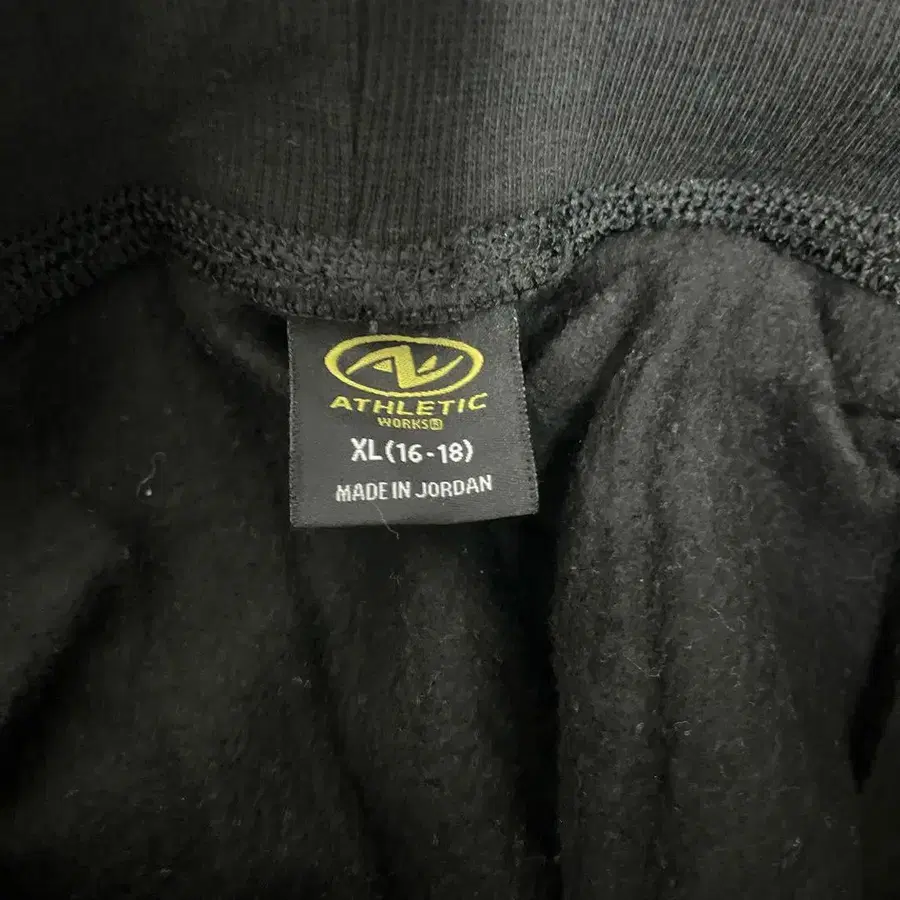 ATHLETIC
WORKS®
XL (16-18)
MADE IN JORDAN